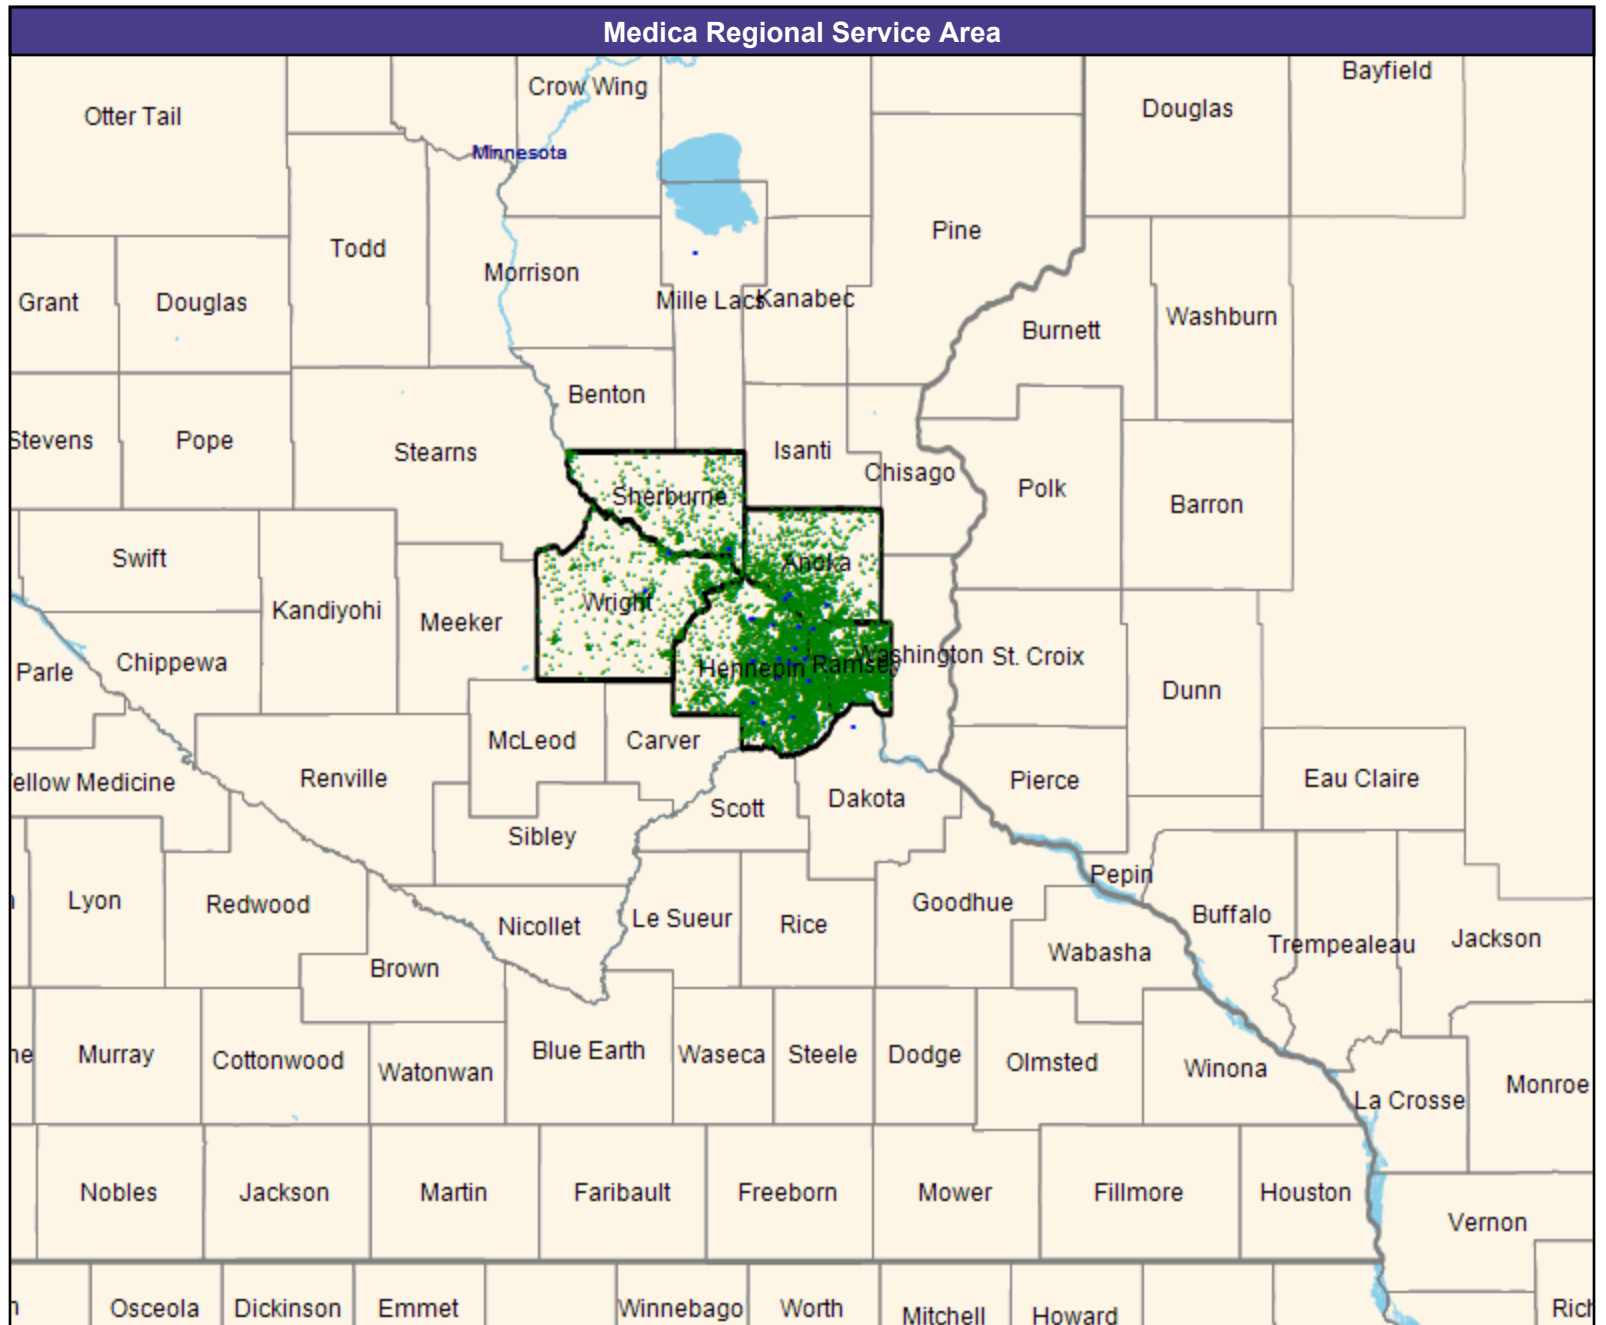 Medica Regional Service Area
Bayfield
Crow Wing
Douglas
Otter Tail
Minnesota
Pine
Todd
Morrison
Grant
Douglas
Mille Lacs
Kanabec
Washburn
Burnett
Benton
Stevens
Pope
Stearns
Isanti
Chisago
Polk
Barron
Sherburne
Swift
Anoka
Kandiyohi
Wright
Meeker
Parle
Chippewa
Hennepin
Ramsey
Washington
St. Croix
Dunn
McLeod
Carver
Renville
Yellow Medicine
Pierce
Eau Claire
Scott
Dakota
Sibley
Pepin
Lyon
Redwood
Nicollet
Le Sueur
Rice
Goodhue
Buffalo
Trempealeau
Jackson
Wabasha
Brown
ne
Murray
Cottonwood
Watonwan
Blue Earth
Waseca
Steele
Dodge
Olmsted
Winona
La Crosse
Monroe
Nobles
Jackson
Martin
Faribault
Freeborn
Mower
Fillmore
Houston
Vernon
Osceola
Dickinson
Emmet
Winnebago
Worth
Mitchell
Howard
Rich